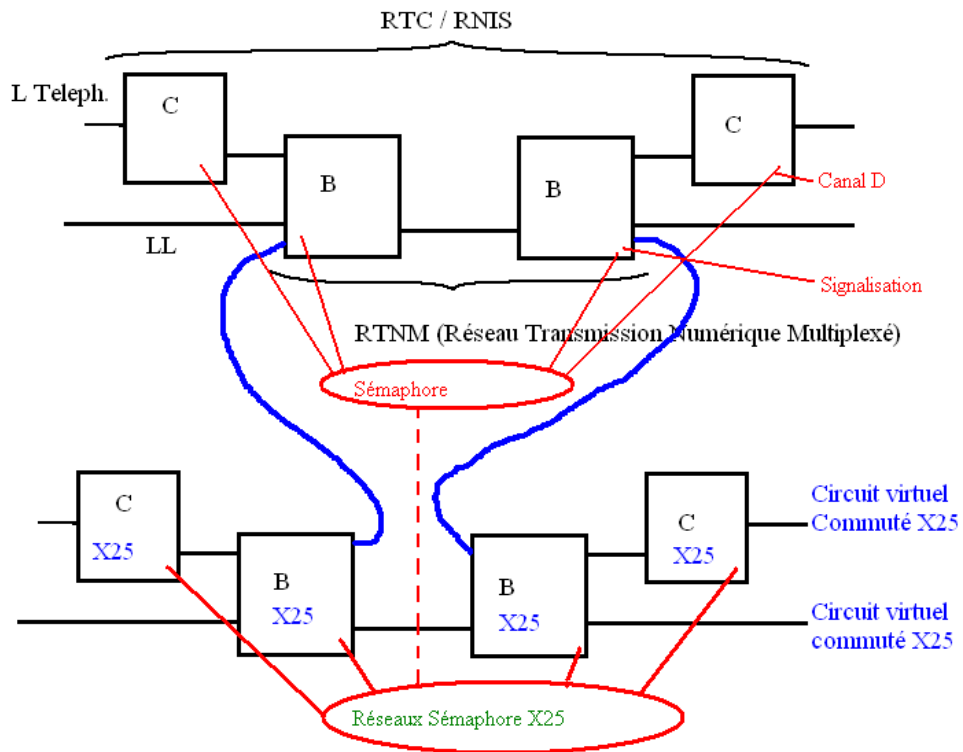 RTC / RNIS
L Teleph.
C
C
B
B
Canal D
LL
Signalisation
RTNM (Réseau Transmission Numérique Multiplexé)
Sémaphore
C
X25
C
X25
Circuit virtuel
Commuté X25
B
X25
B
X25
Circuit virtuel
commuté X25
Réseaux Sémaphore X25